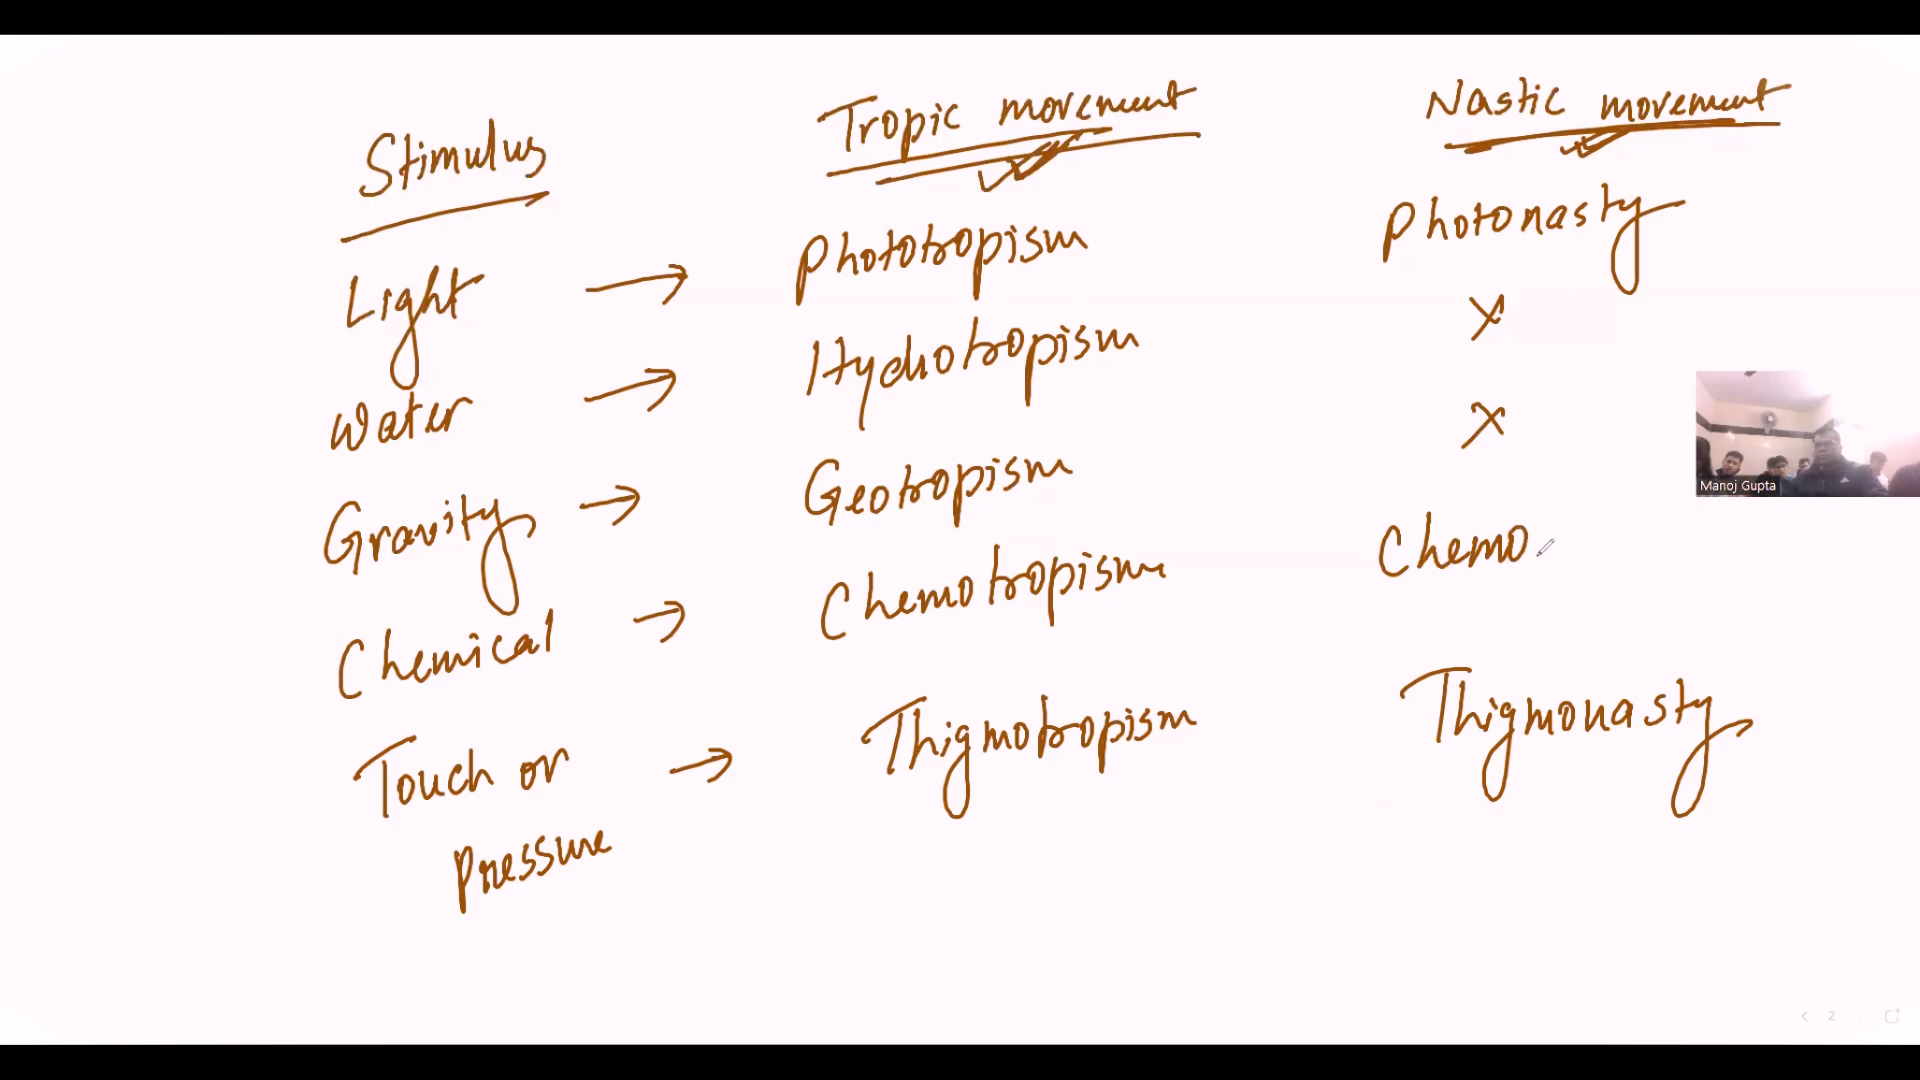 Stimulus Tropic movement Nastic movement
Light → Phototropism Photonasty
Water → Hydrotropism X
Gravity → Geotropism X
Chemical → Chemotropism Chemo
Touch or → Thigmotropism Thigmonasty
pressure
Manoj Gupta
2